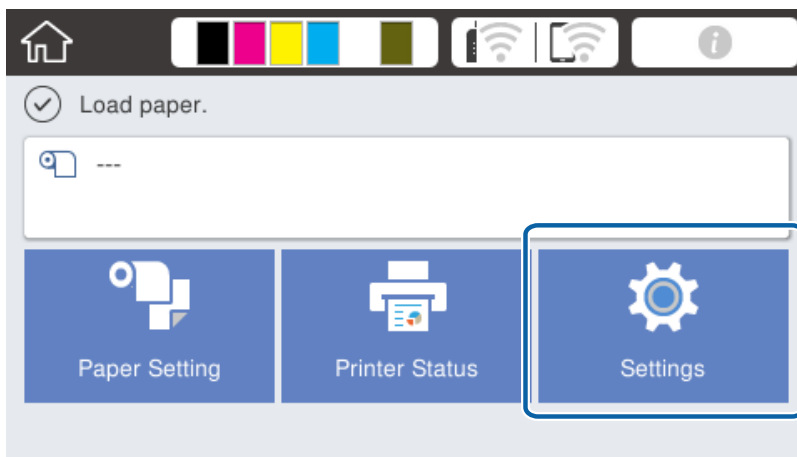 i
Load paper.
---
Paper Setting
Printer Status
Settings